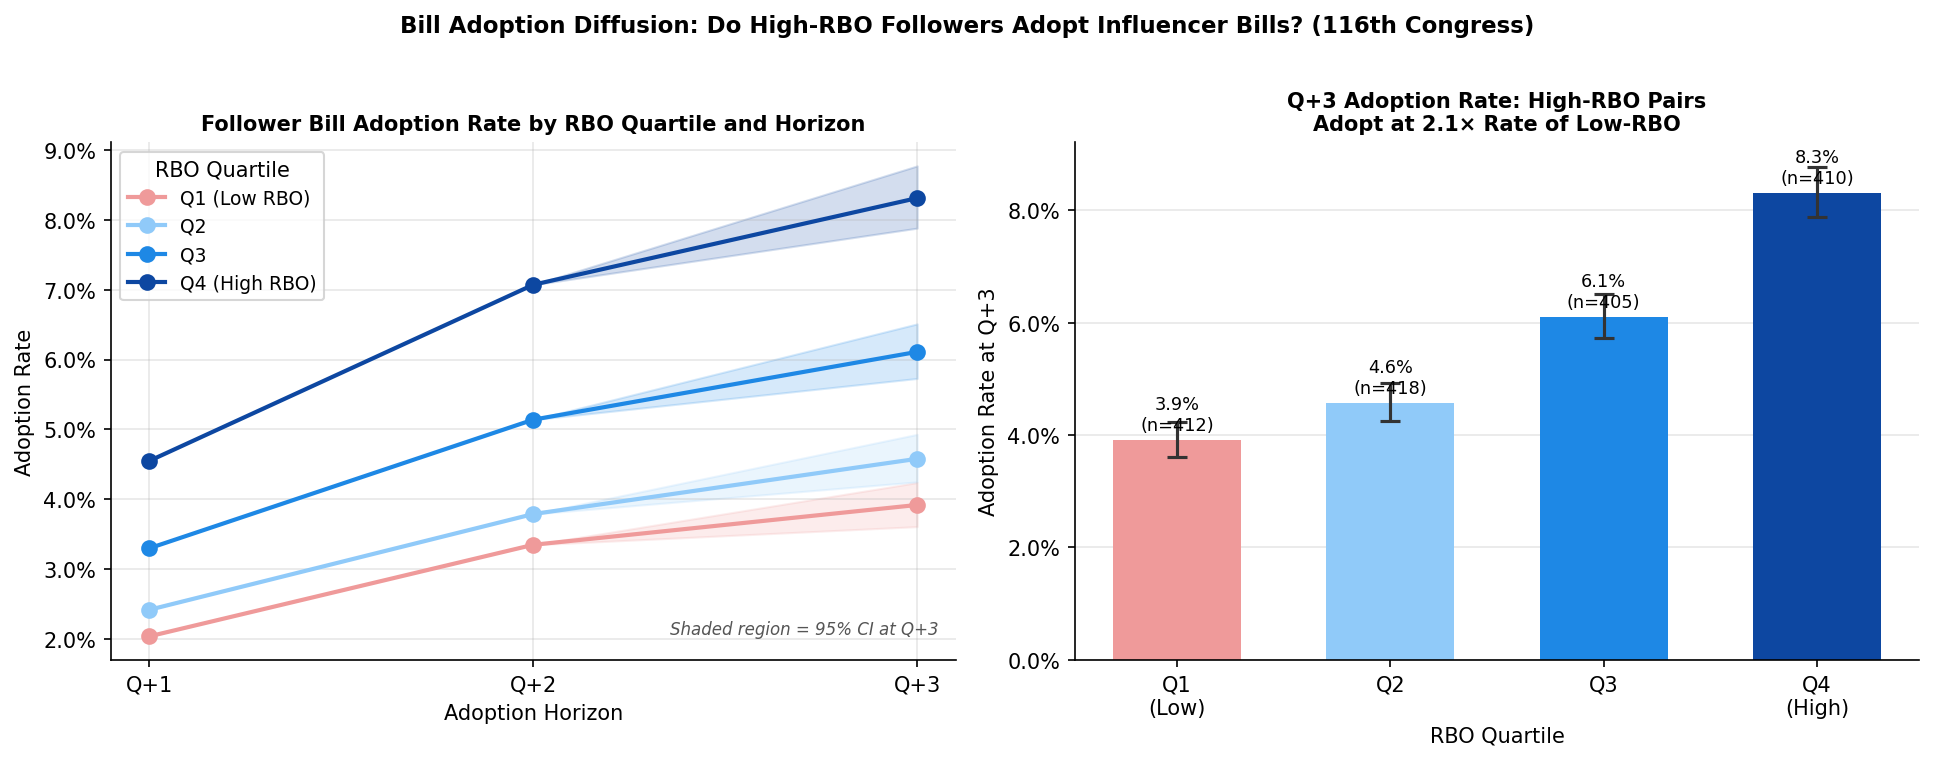 Bill Adoption Diffusion: Do High-RBO Followers Adopt Influencer Bills? (116th Congress)
Follower Bill Adoption Rate by RBO Quartile and Horizon
9.0%
8.0%
7.0%
6.0%
5.0%
4.0%
3.0%
2.0%
Adoption Rate
RBO Quartile
Q1 (Low RBO)
Q2
Q3
Q4 (High RBO)
Shaded region = 95% CI at Q+3
Q+1
Q+2
Q+3
Adoption Horizon
Q+3 Adoption Rate: High-RBO Pairs
Adopt at 2.1× Rate of Low-RBO
8.0%
6.0%
4.0%
2.0%
0.0%
Adoption Rate at Q+3
3.9%
(n=412)
4.6%
(n=418)
6.1%
(n=405)
8.3%
(n=410)
Q1
(Low)
Q2
Q3
Q4
(High)
RBO Quartile